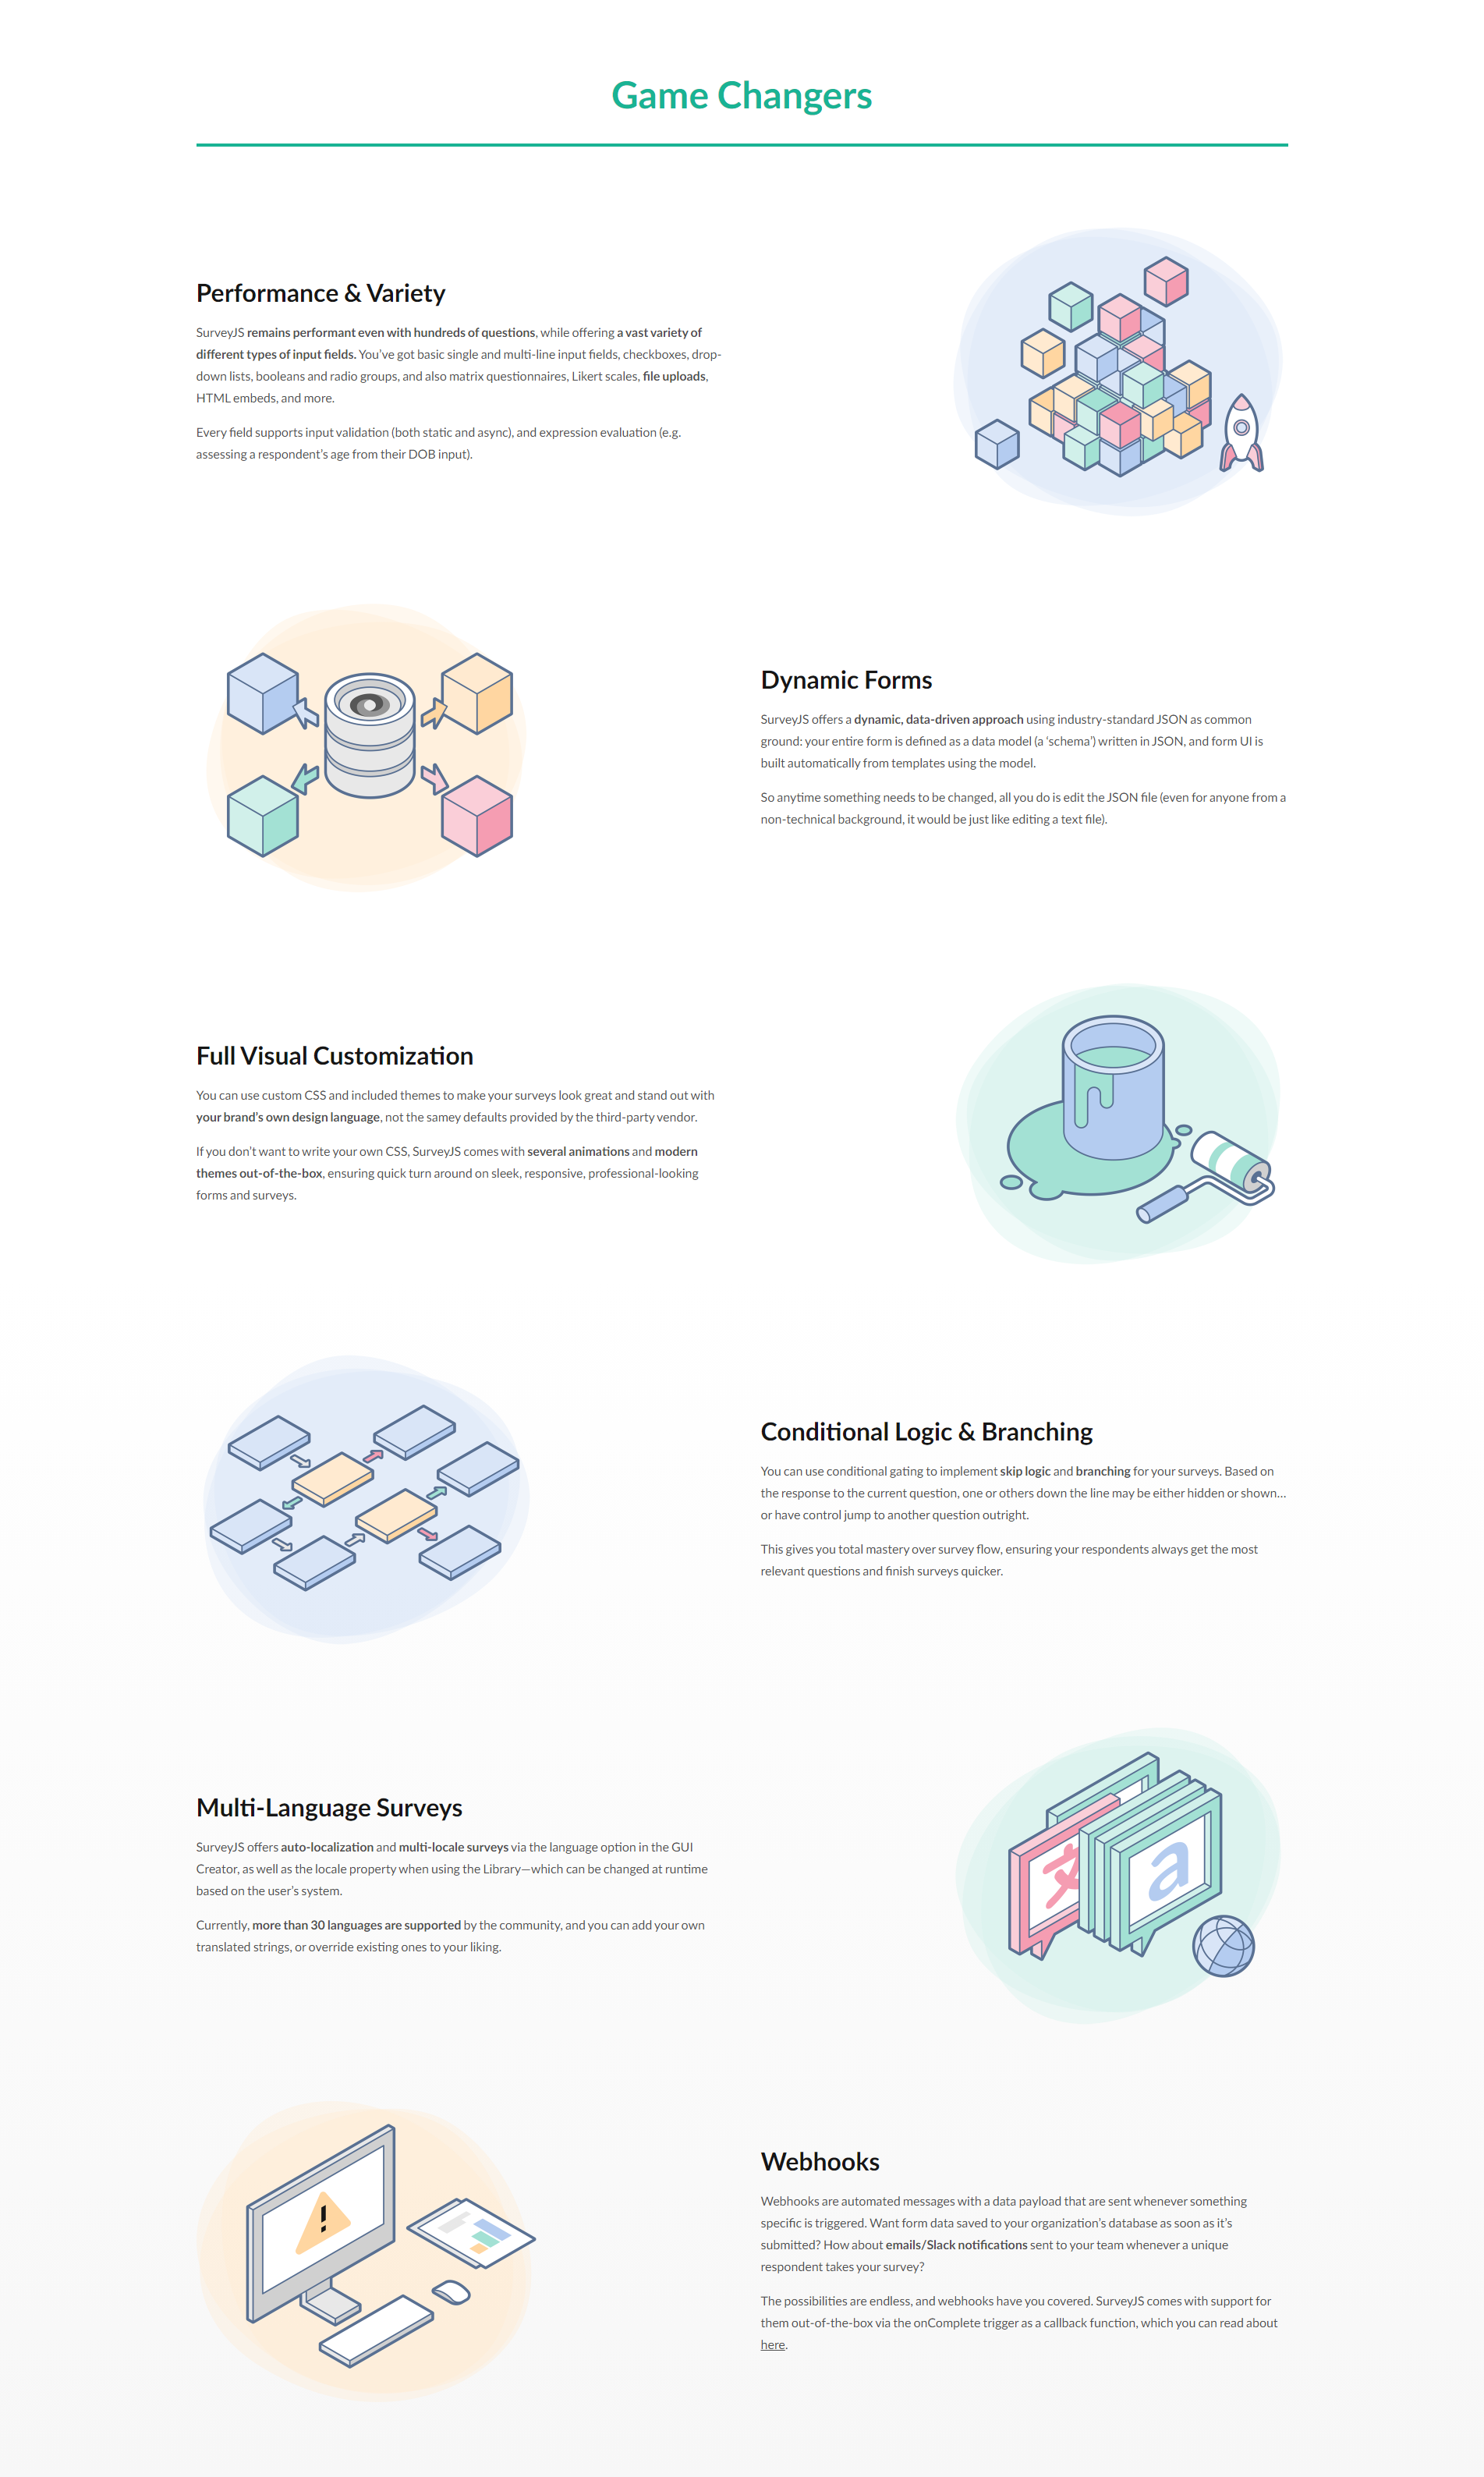 Game Changers
Performance & Variety
SurveyJS remains performant even with hundreds of questions, while offering a vast variety of
different types of input fields. You’ve got basic single and multi-line input fields, checkboxes, drop-
down lists, booleans and radio groups, and also matrix questionnaires, Likert scales, file uploads,
HTML embeds, and more.
Every field supports input validation (both static and async), and expression evaluation (e.g.
assessing a respondent’s age from their DOB input).
Dynamic Forms
SurveyJS offers a dynamic, data-driven approach using industry-standard JSON as common
ground: your entire form is defined as a data model (a ‘schema’) written in JSON, and form UI is
built automatically from templates using the model.
So anytime something needs to be changed, all you do is edit the JSON file (even for anyone from a
non-technical background, it would be just like editing a text file).
Full Visual Customization
You can use custom CSS and included themes to make your surveys look great and stand out with
your brand’s own design language, not the samey defaults provided by the third-party vendor.
If you don’t want to write your own CSS, SurveyJS comes with several animations and modern
themes out-of-the-box, ensuring quick turn around on sleek, responsive, professional-looking
forms and surveys.
Conditional Logic & Branching
You can use conditional gating to implement skip logic and branching for your surveys. Based on
the response to the current question, one or others down the line may be either hidden or shown…
or have control jump to another question outright.
This gives you total mastery over survey flow, ensuring your respondents always get the most
relevant questions and finish surveys quicker.
Multi-Language Surveys
SurveyJS offers auto-localization and multi-locale surveys via the language option in the GUI
Creator, as well as the locale property when using the Library—which can be changed at runtime
based on the user’s system.
Currently, more than 30 languages are supported by the community, and you can add your own
translated strings, or override existing ones to your liking.
a
!
Webhooks
Webhooks are automated messages with a data payload that are sent whenever something
specific is triggered. Want form data saved to your organization’s database as soon as it’s
submitted? How about emails/Slack notifications sent to your team whenever a unique
respondent takes your survey?
The possibilities are endless, and webhooks have you covered. SurveyJS comes with support for
them out-of-the-box via the onComplete trigger as a callback function, which you can read about
here.